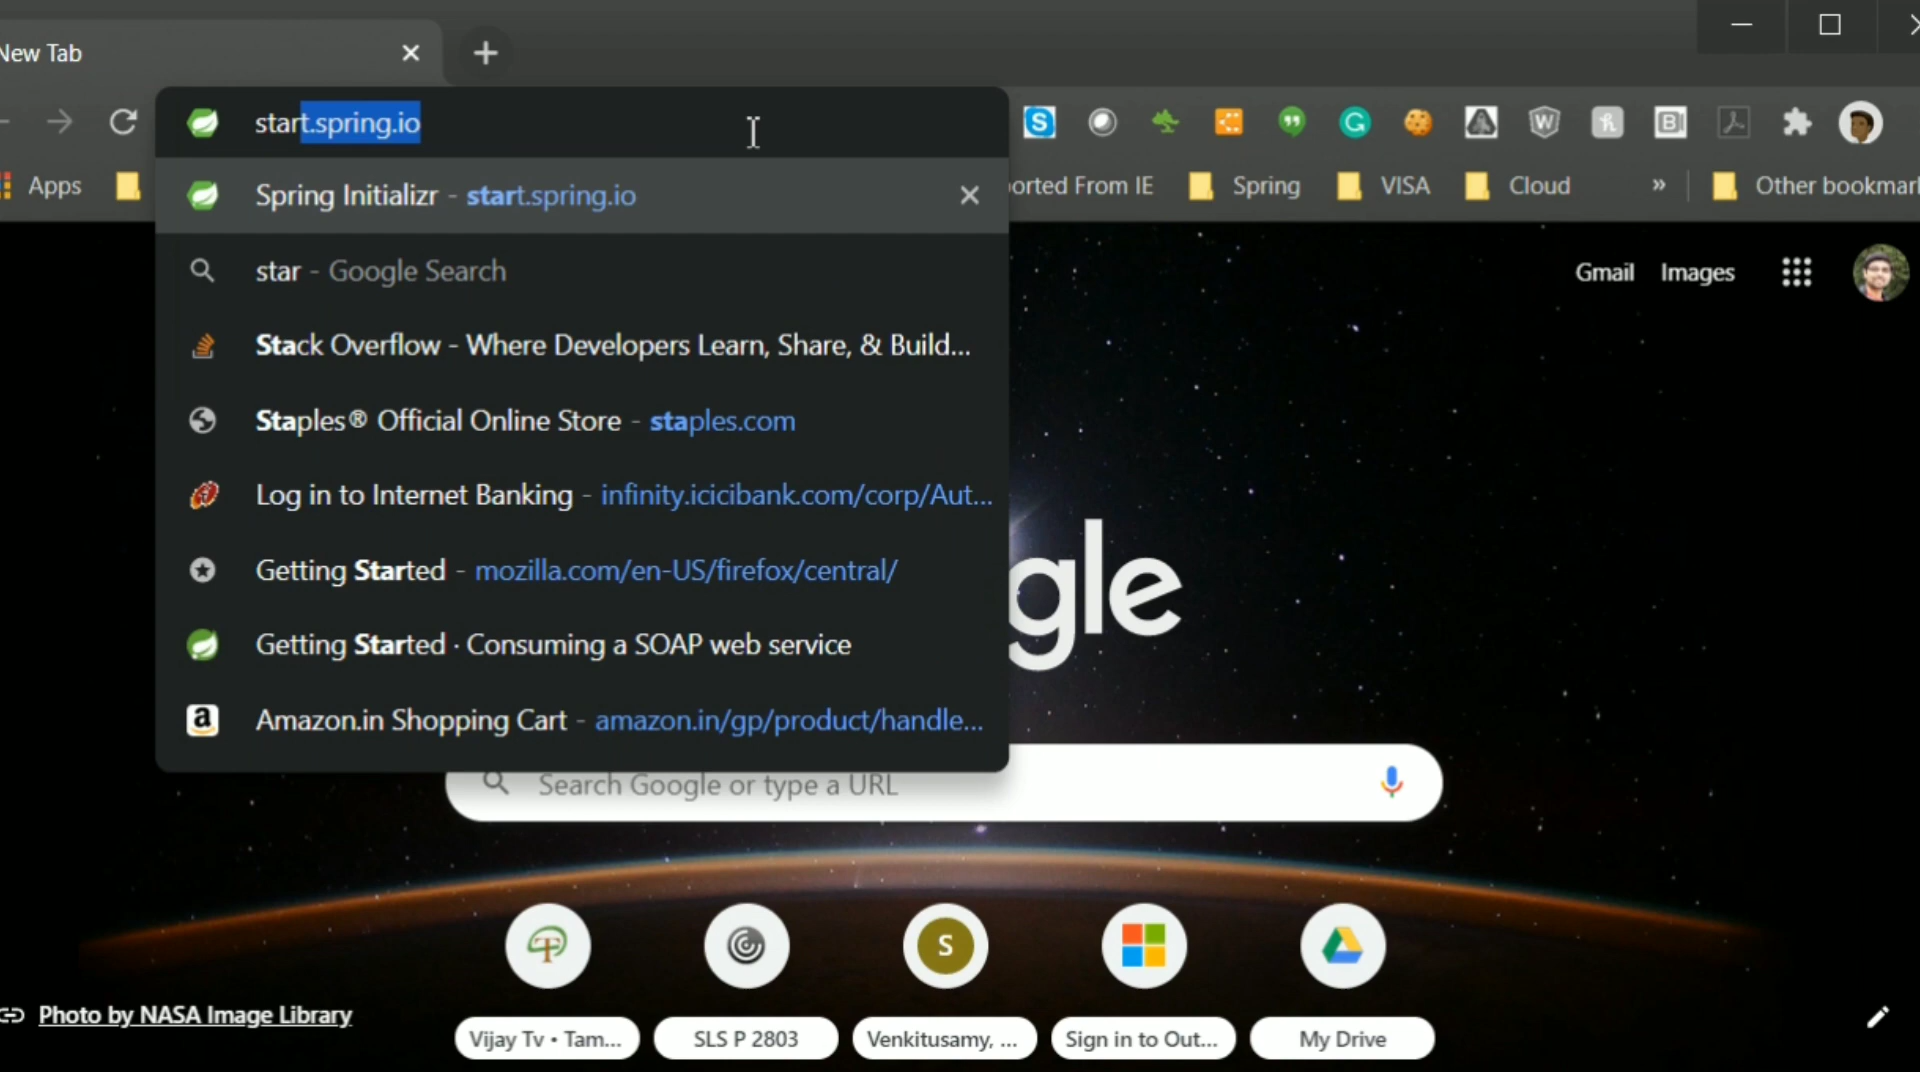 New Tab
start.spring.io
Apps
orted From IE
Spring
VISA
Cloud
»
Other bookmark
Spring Initializr - start.spring.io
star - Google Search
Stack Overflow - Where Developers Learn, Share, & Build...
Staples® Official Online Store - staples.com
Log in to Internet Banking - infinity.icicibank.com/corp/Aut...
Getting Started - mozilla.com/en-US/firefox/central/
Getting Started · Consuming a SOAP web service
Amazon.in Shopping Cart - amazon.in/gp/product/handle...
Gmail Images
gle
Search Google or type a URL
S
Vijay Tv • Tam...
SLS P 2803
Venkitusamy, ...
Sign in to Out...
My Drive
Photo by NASA Image Library